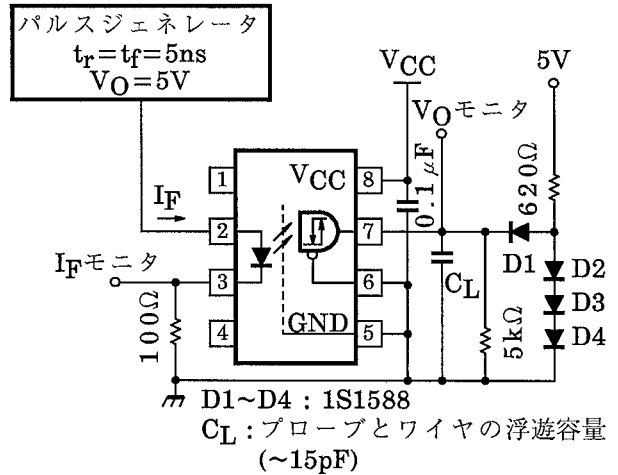 パルスジェネレータ
tr=tf=5ns
VO=5V
VCC
5V
VOモニタ
0.1μF
620Ω
1
VCC
8
IF
2
7
D1
D2
IFモニタ
3
6
CL
D3
100Ω
4
GND
5
5kΩ
D4
D1~D4 : 1S1588
CL : プローブとワイヤの浮遊容量
(~15pF)